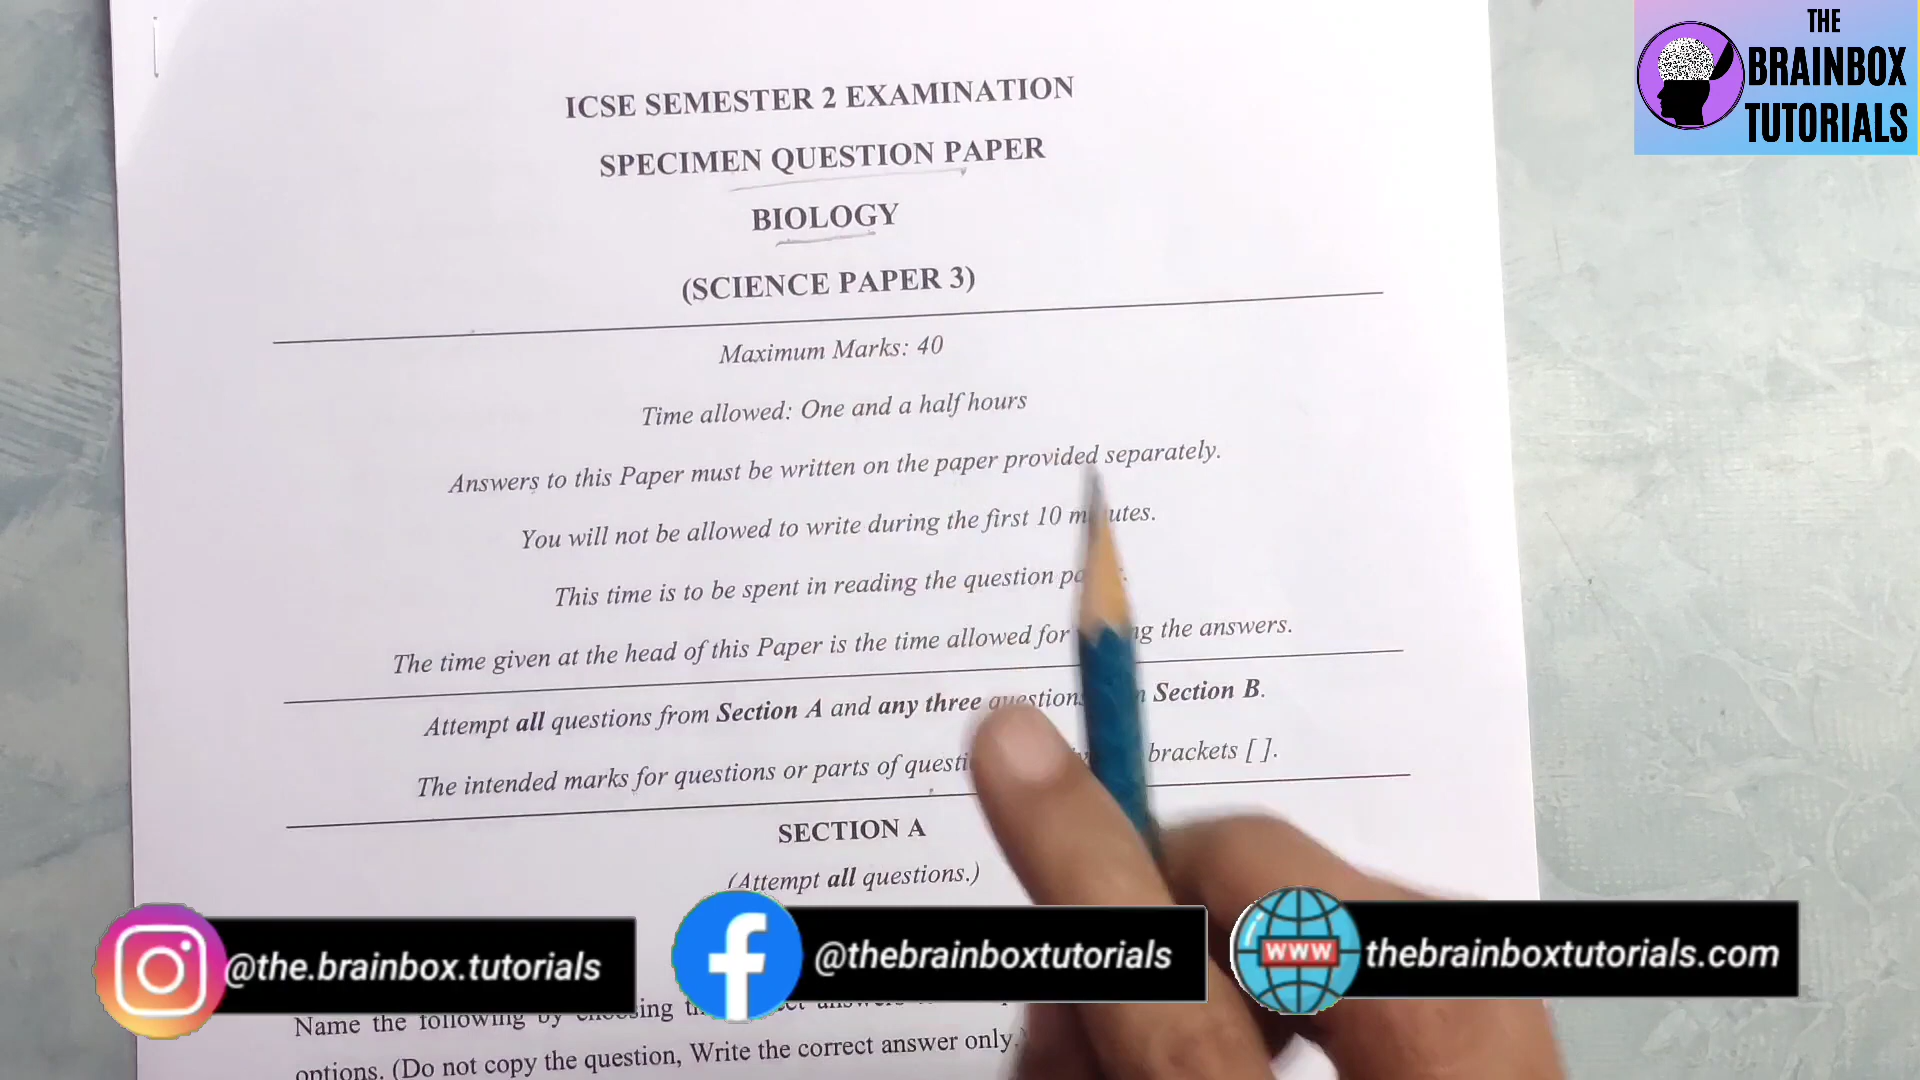 THE
BRAINBOX
TUTORIALS
ICSE SEMESTER 2 EXAMINATION
SPECIMEN QUESTION PAPER
BIOLOGY
(SCIENCE PAPER 3)
Maximum Marks: 40
Time allowed: One and a half hours
Answers to this Paper must be written on the paper provided separately.
You will not be allowed to write during the first 10 minutes.
This time is to be spent in reading the question
The time given at the head of this Paper is the time allowed for the answers.
Attempt all questions from Section A and any three questions Section B.
The intended marks for questions or parts of brackets [ ].
SECTION A
(Attempt all questions.)
@the.brainbox.tutorials
@thebrainboxtutorials
www
thebrainboxtutorials.com
Name the following by choosing
options. (Do not copy the question, Write the correct answer only.